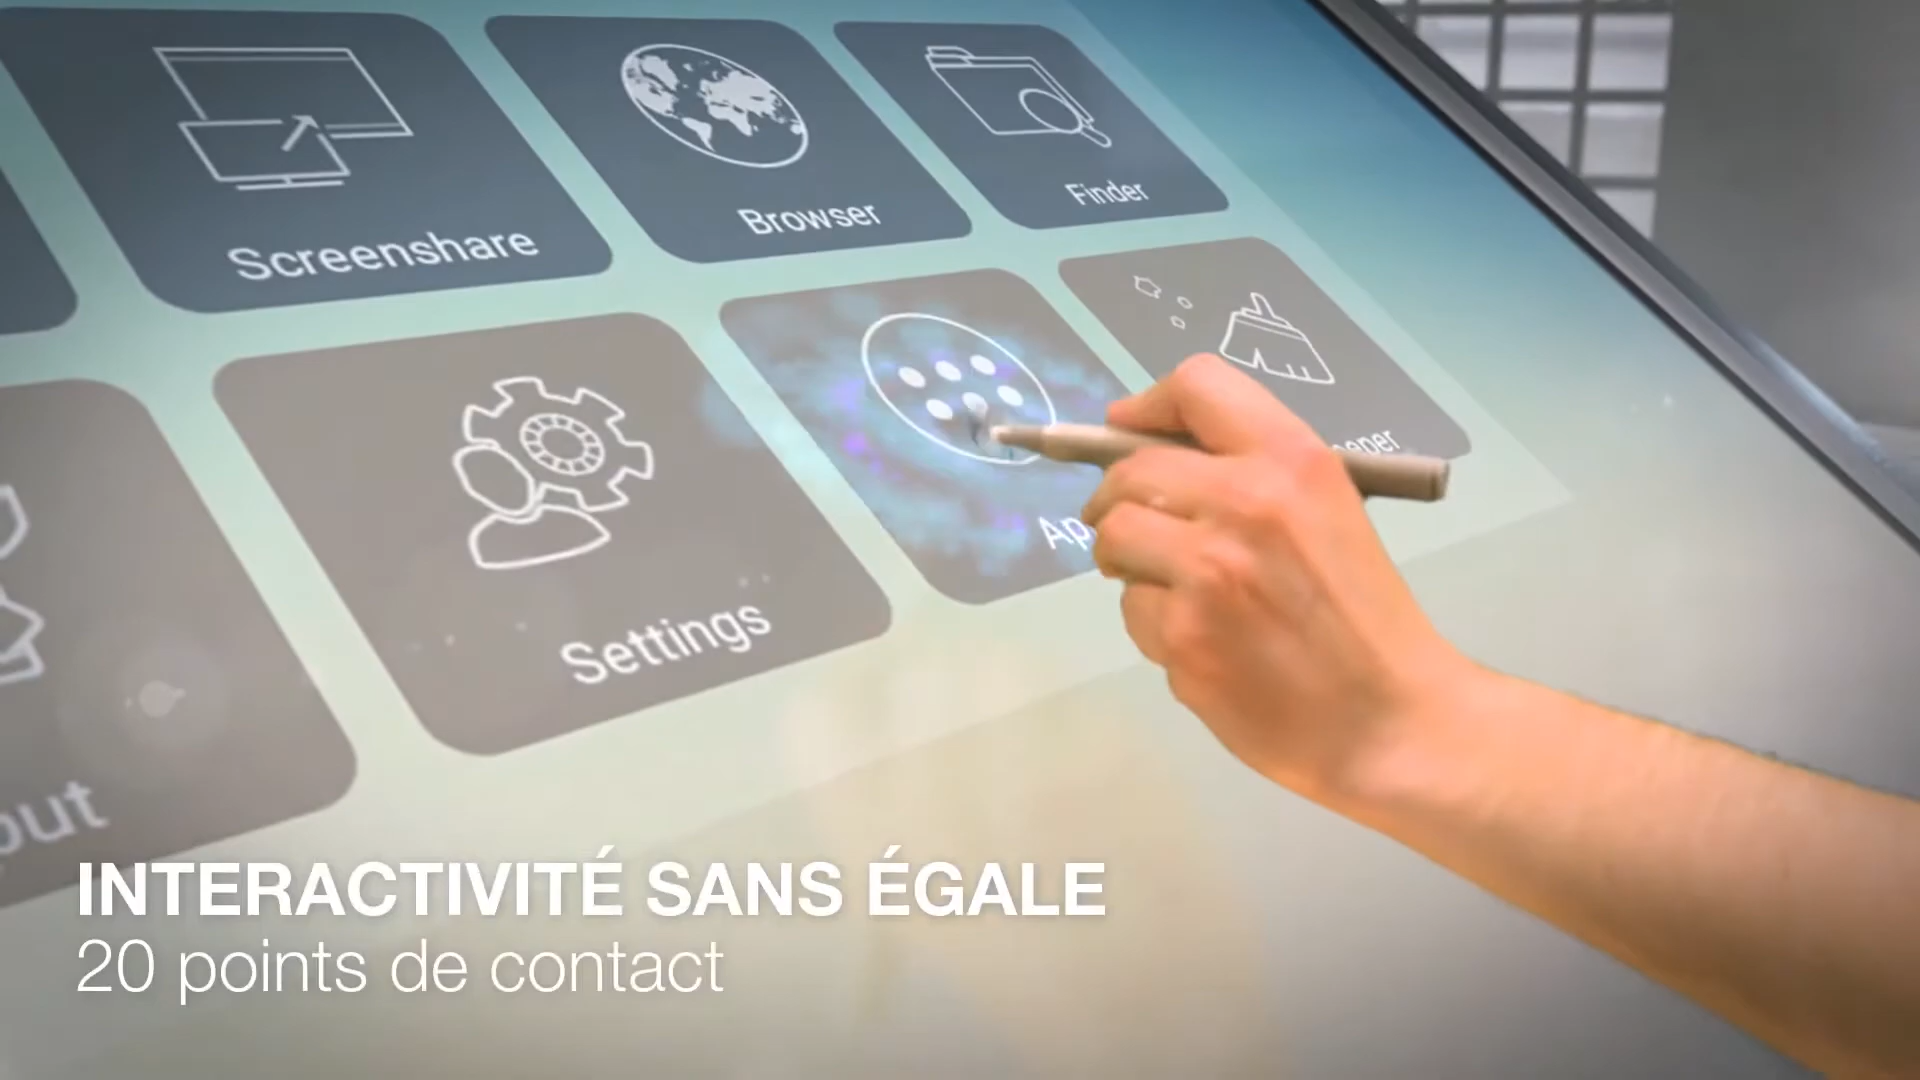 Screenshare
Browser
Finder
Settings
INTERACTIVITÉ SANS ÉGALE
20 points de contact